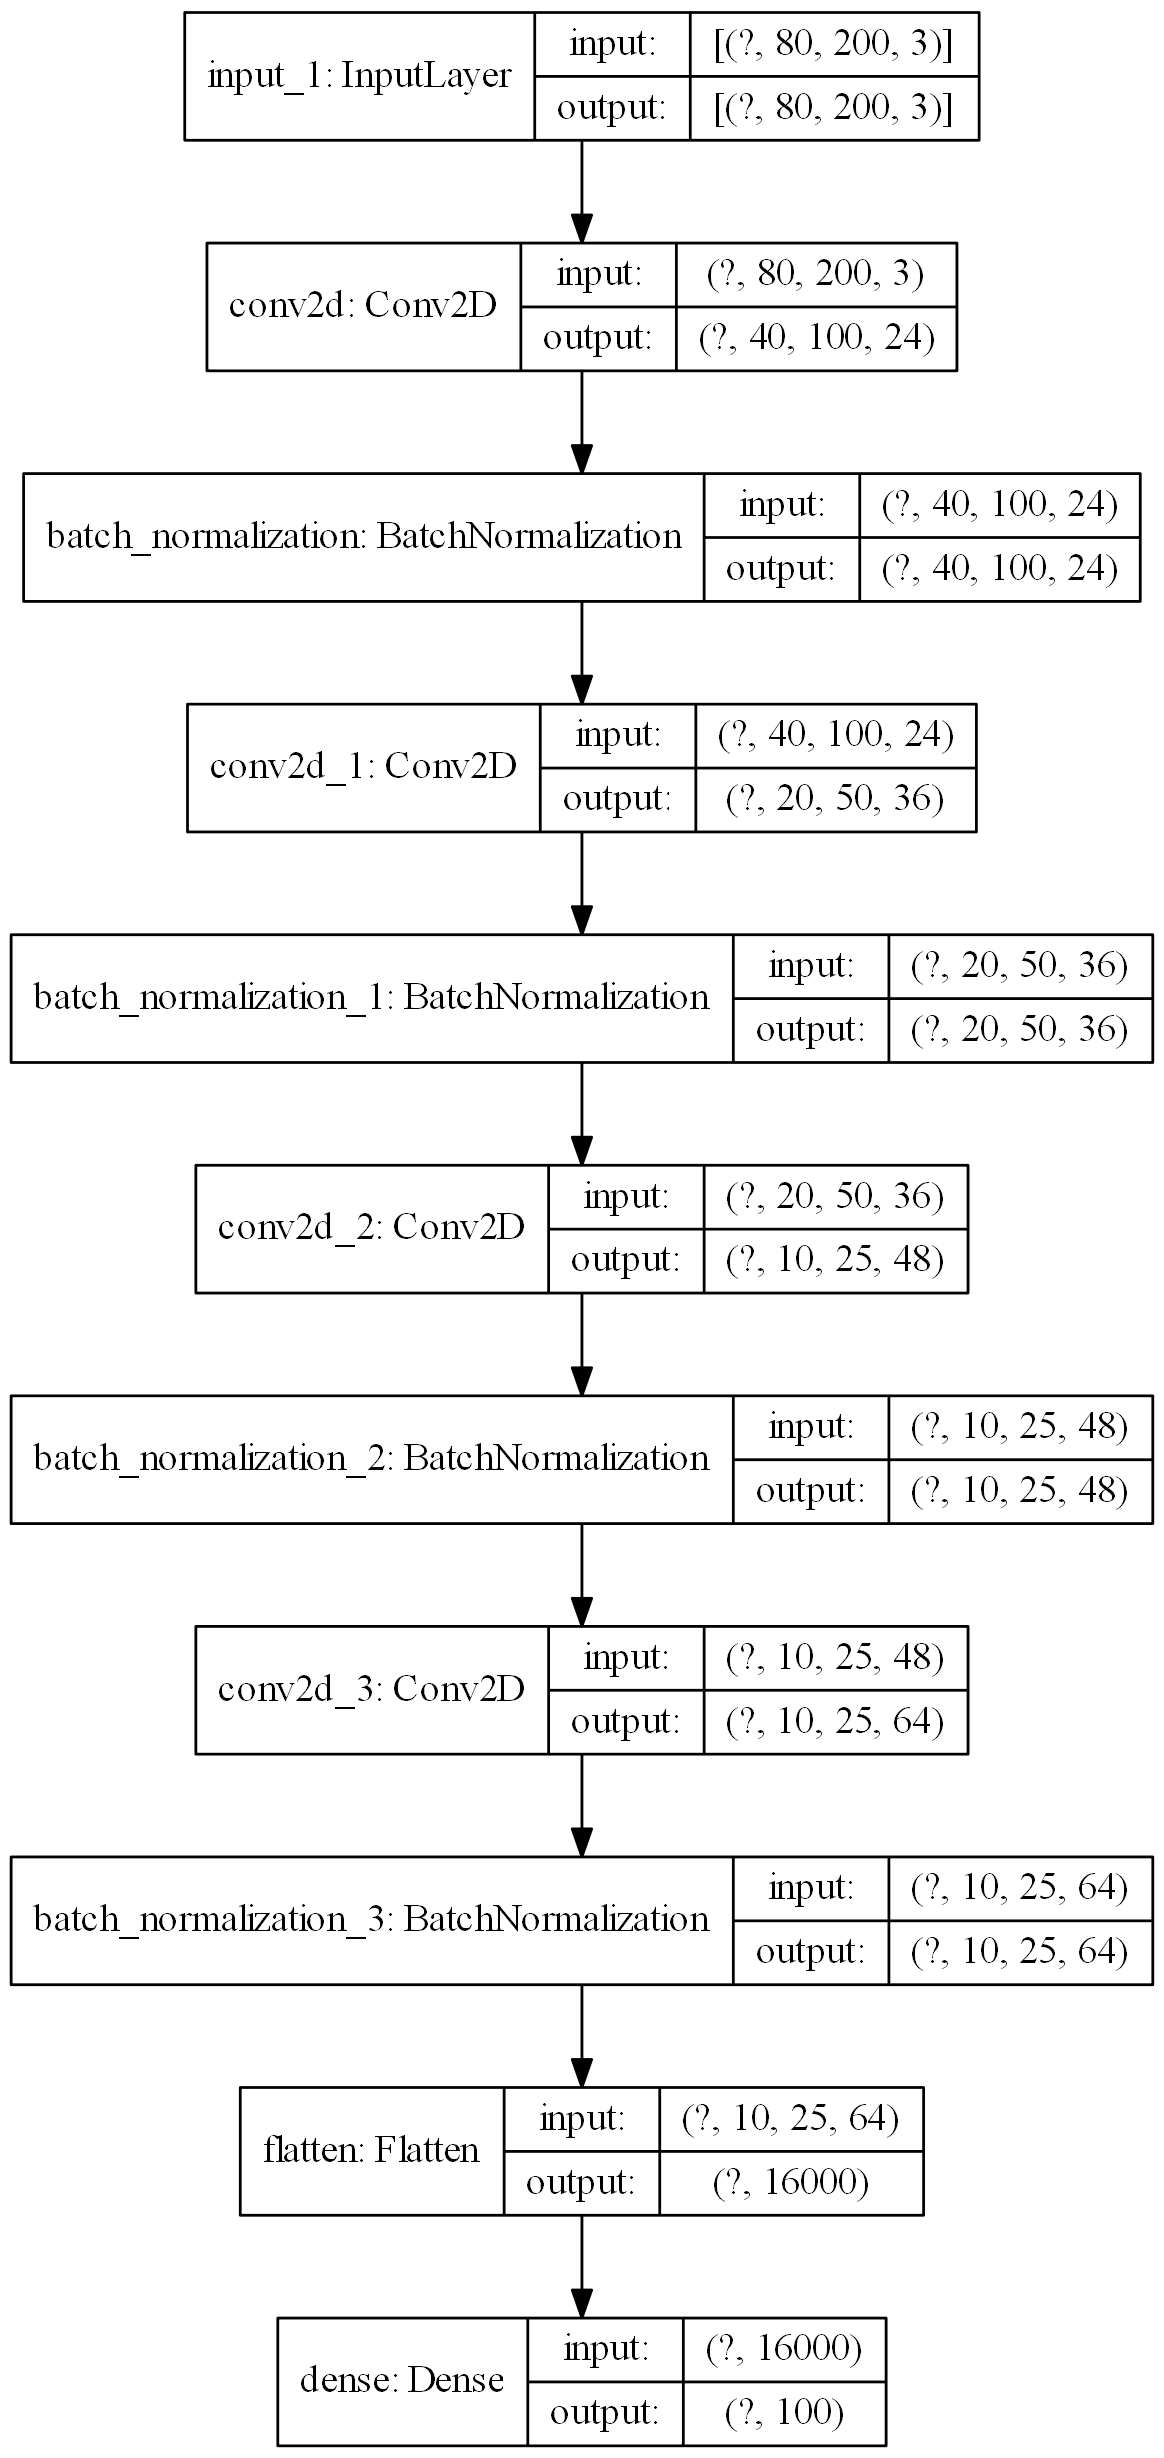 input_1: InputLayer input: [(?, 80, 200, 3)]
output: [(?, 80, 200, 3)]
conv2d: Conv2D input: (?, 80, 200, 3)
output: (?, 40, 100, 24)
batch_normalization: BatchNormalization input: (?, 40, 100, 24)
output: (?, 40, 100, 24)
conv2d_1: Conv2D input: (?, 40, 100, 24)
output: (?, 20, 50, 36)
batch_normalization_1: BatchNormalization input: (?, 20, 50, 36)
output: (?, 20, 50, 36)
conv2d_2: Conv2D input: (?, 20, 50, 36)
output: (?, 10, 25, 48)
batch_normalization_2: BatchNormalization input: (?, 10, 25, 48)
output: (?, 10, 25, 48)
conv2d_3: Conv2D input: (?, 10, 25, 48)
output: (?, 10, 25, 64)
batch_normalization_3: BatchNormalization input: (?, 10, 25, 64)
output: (?, 10, 25, 64)
flatten: Flatten input: (?, 10, 25, 64)
output: (?, 16000)
dense: Dense input: (?, 16000)
output: (?, 100)